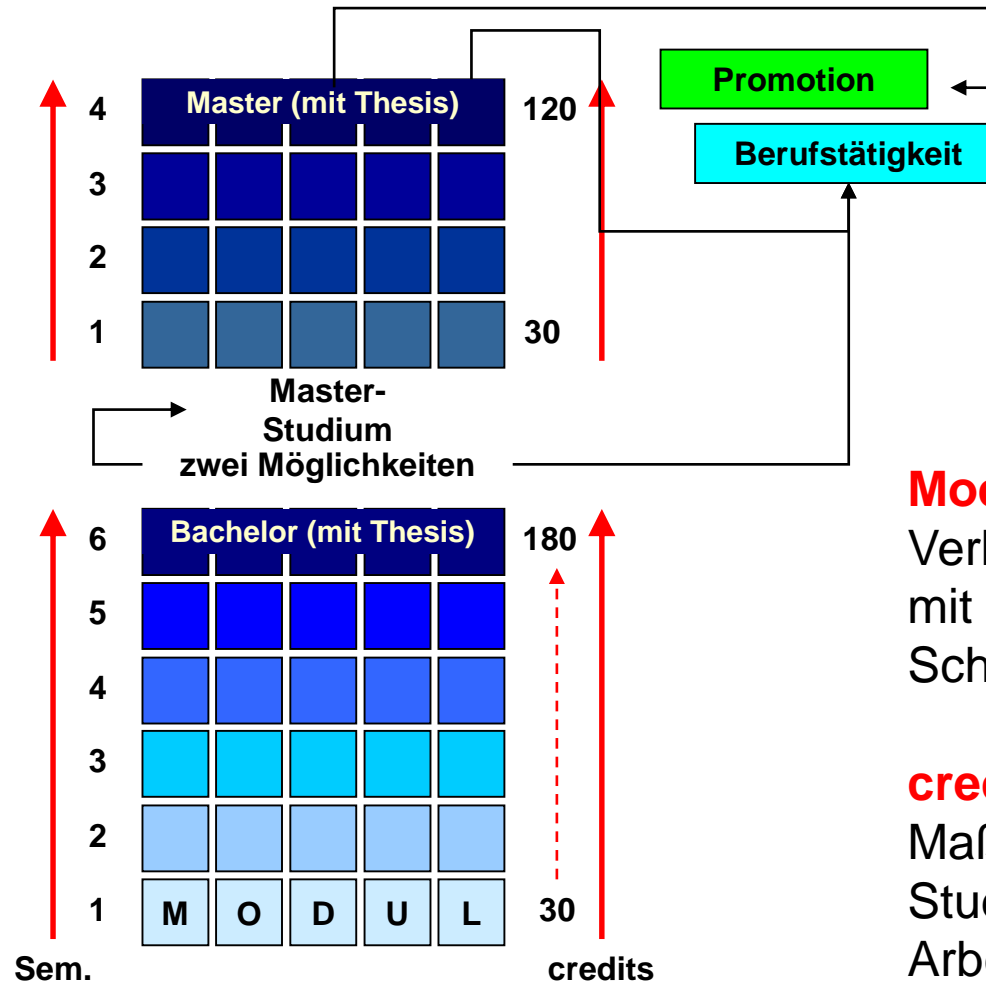 Promotion
Berufstätigkeit
4 Master (mit Thesis) 120
3
2
1 30
Master-
Studium
zwei Möglichkeiten
6 Bachelor (mit Thesis) 180
5
4
3
2
1 M O D U L 30
Sem. credits
mit